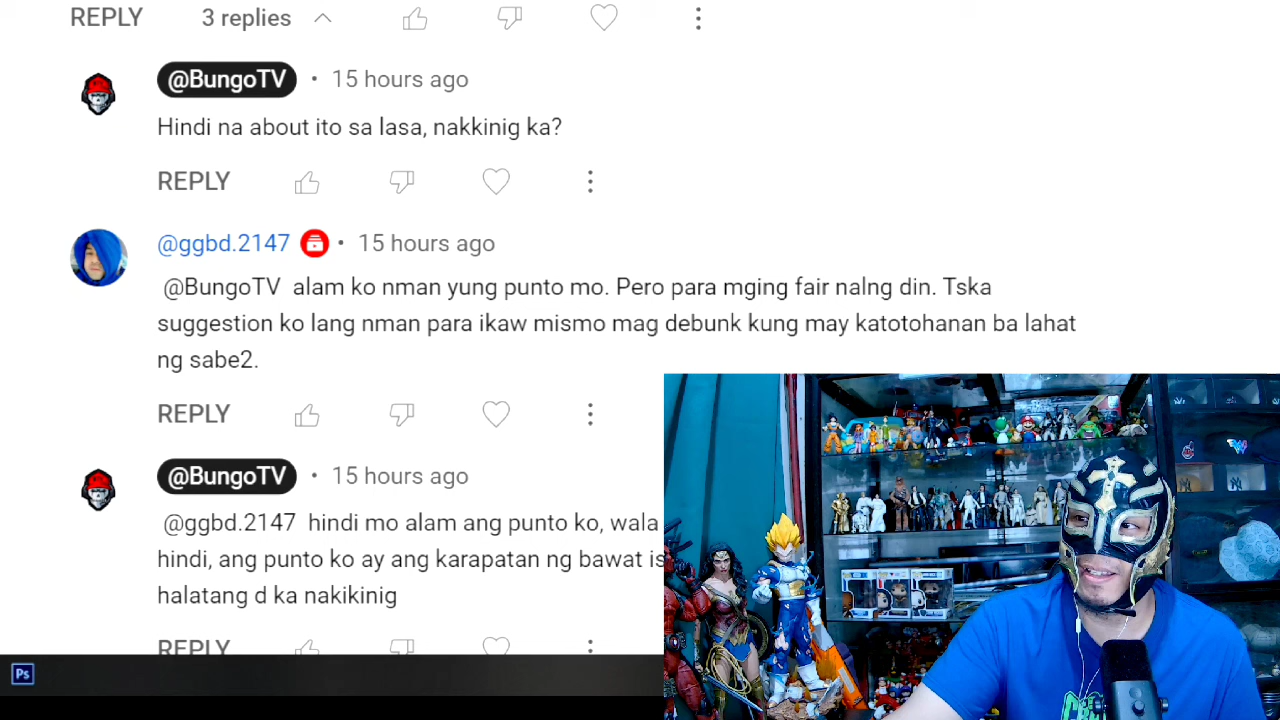 REPLY 3 replies
@BungoTV • 15 hours ago
Hindi na about ito sa lasa, nakkinig ka?
REPLY
@ggbd.2147 • 15 hours ago
@BungoTV alam ko nman yung punto mo. Pero para mging fair nalng din. Tska
suggestion ko lang nman para ikaw mismo mag debunk kung may katotohanan ba lahat
ng sabe2.
REPLY
@BungoTV • 15 hours ago
@ggbd.2147 hindi mo alam ang punto ko, wala
hindi, ang punto ko ay ang karapatan ng bawat is
halatang d ka nakikinig
REPLY
Ps